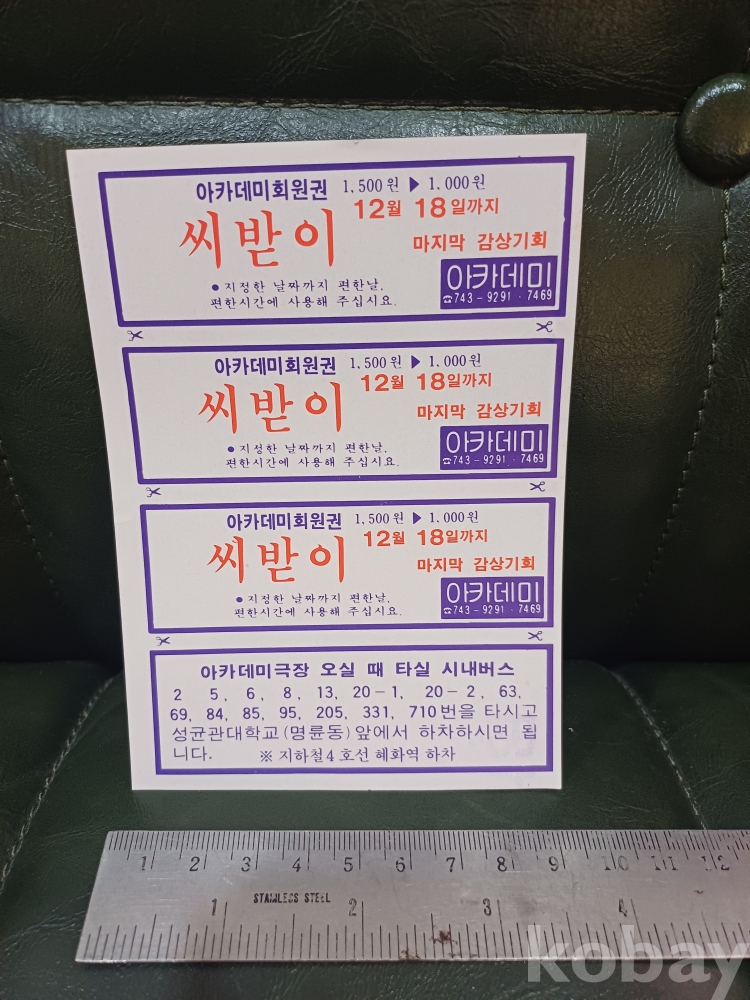 아카데미회원권 1,500원 ▶ 1,000원
12월 18일까지
씨받이
마지막 감상기회
● 지정한 날짜까지 편한날,
편한시간에 사용해 주십시요.
아카데미
☎743-9291·7469
아카데미회원권 1,500원 ▶ 1,000원
12월 18일까지
씨받이
마지막 감상기회
● 지정한 날짜까지 편한날,
편한시간에 사용해 주십시요.
아카데미
☎743-9291·7469
아카데미회원권 1,500원 ▶ 1,000원
12월 18일까지
씨받이
마지막 감상기회
● 지정한 날짜까지 편한날,
편한시간에 사용해 주십시요.
아카데미
☎743-9291·7469
아카데미극장 오실 때 타실 시내버스
2 5, 6, 8, 13, 20-1, 20-2, 63,
69, 84, 85, 95, 205, 331, 710번을 타시고
성균관대학교(명륜동)앞에서 하차하시면 됩
니다. ※ 지하철4호선 혜화역 하차
1 2 3 4 5 6 7 8 9 10 11 12
STAINLESS STEEL
1 2 3 4
kobay